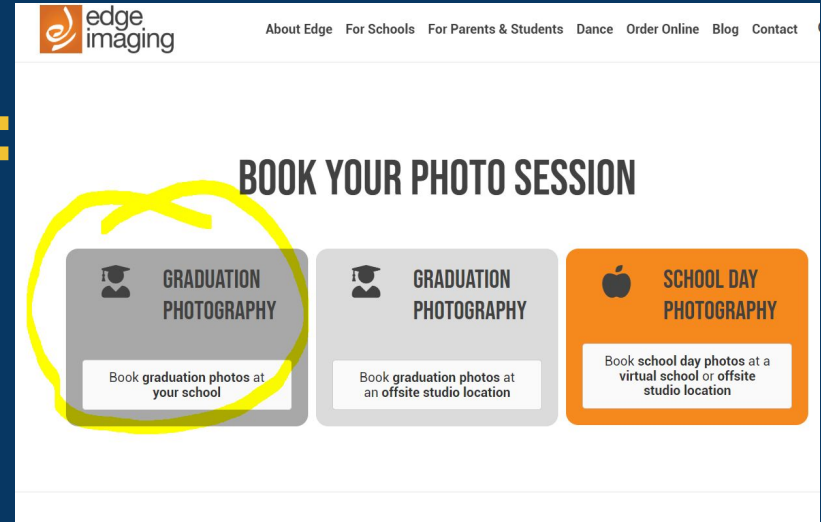 edge
imaging
About Edge For Schools For Parents & Students Dance Order Online Blog Contact
BOOK YOUR PHOTO SESSION
GRADUATION
PHOTOGRAPHY
Book graduation photos at
your school
GRADUATION
PHOTOGRAPHY
Book graduation photos at
an offsite studio location
SCHOOL DAY
PHOTOGRAPHY
Book school day photos at a
virtual school or offsite
studio location